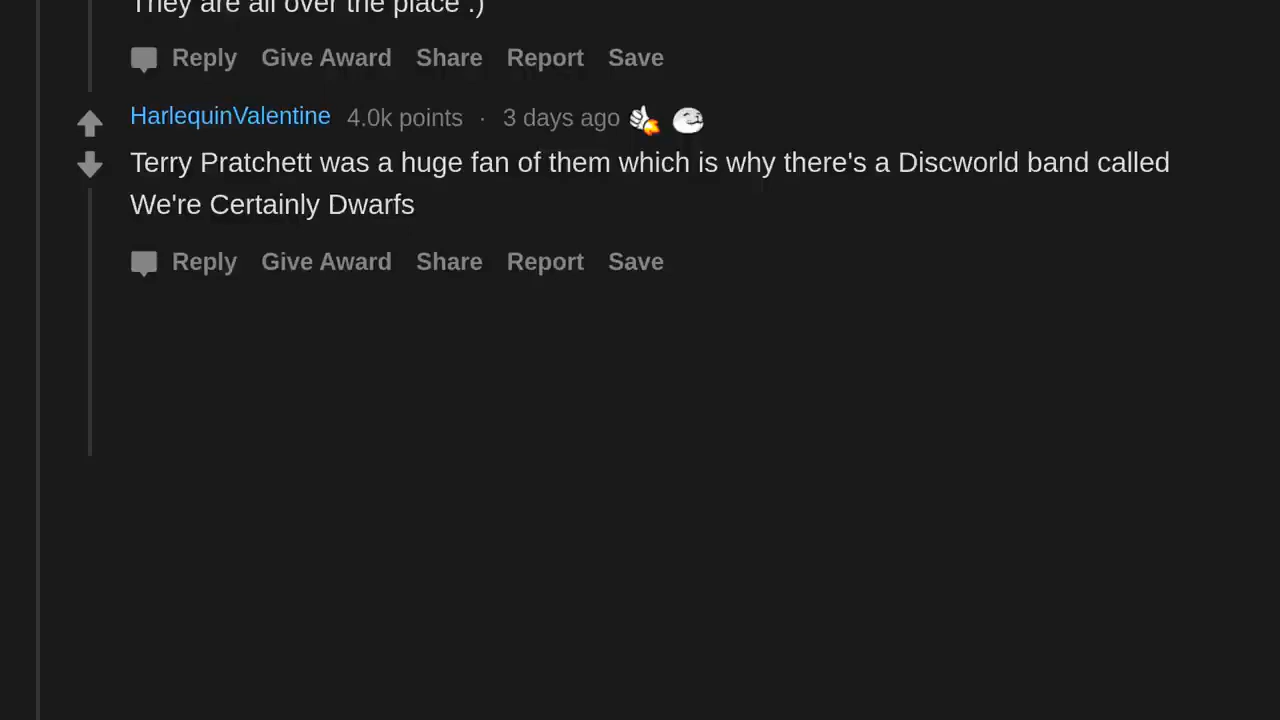 They are all over the place :)
Reply Give Award Share Report Save
HarlequinValentine 4.0k points · 3 days ago
Terry Pratchett was a huge fan of them which is why there's a Discworld band called
We're Certainly Dwarfs
Reply Give Award Share Report Save